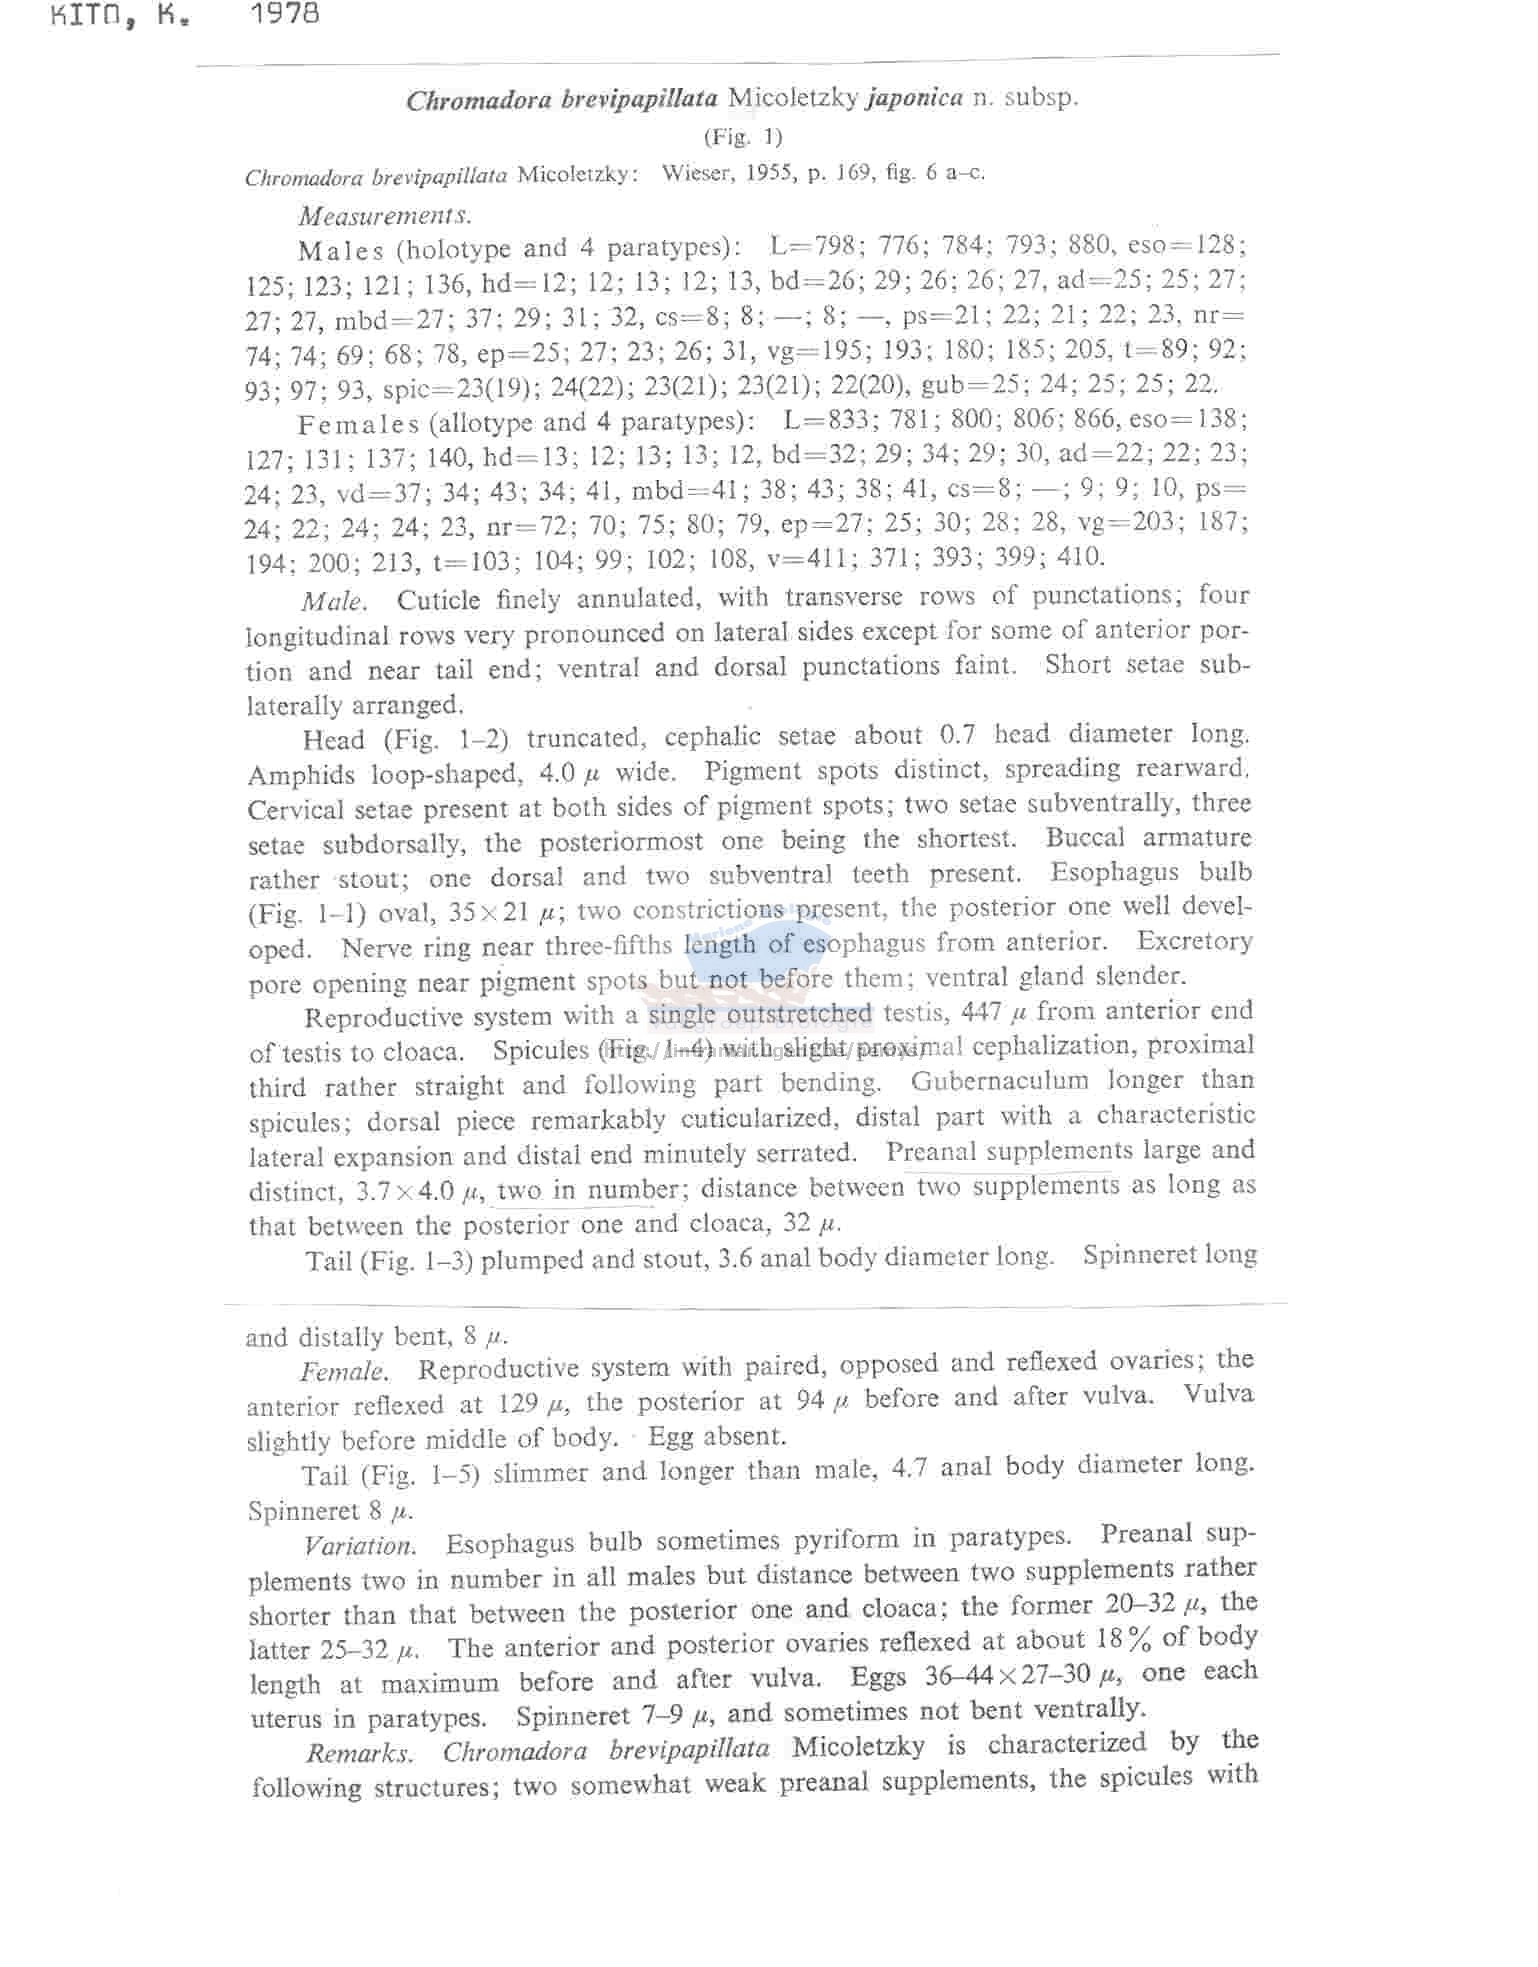 KITO, K. 1978
Chromadora brevipapillata Micoletzky japonica n. subsp.
(Fig. 1)
Chromadora brevipapillata Micoletzky: Wieser, 1955, p. 169, fig. 6 a–c.
Measurements.
Males (holotype and 4 paratypes): L=798; 776; 784; 793; 880, eso=128;
125; 123; 121; 136, hd=12; 12; 13; 12; 13, bd=26; 29; 26; 26; 27, ad=25; 25; 27;
27; 27, mbd=27; 37; 29; 31; 32, cs=8; 8; —; 8; —, ps=21; 22; 21; 22; 23, nr=
74; 74; 69; 68; 78, ep=25; 27; 23; 26; 31, vg=195; 193; 180; 185; 205, t=89; 92;
93; 97; 93, spic=23(19); 24(22); 23(21); 23(21); 22(20), gub=25; 24; 25; 25; 22.
Females (allotype and 4 paratypes): L=833; 781; 800; 806; 866, eso=138;
127; 131; 137; 140, hd=13; 12; 13; 13; 12, bd=32; 29; 34; 29; 30, ad=22; 22; 23;
24; 23, vd=37; 34; 43; 34; 41, mbd=41; 38; 43; 38; 41, cs=8; —; 9; 9; 10, ps=
24; 22; 24; 24; 23, nr=72; 70; 75; 80; 79, ep=27; 25; 30; 28; 28, vg=203; 187;
194; 200; 213, t=103; 104; 99; 102; 108, v=411; 371; 393; 399; 410.
Male. Cuticle finely annulated, with transverse rows of punctations; four
longitudinal rows very pronounced on lateral sides except for some of anterior por-
tion and near tail end; ventral and dorsal punctations faint. Short setae sub-
laterally arranged.
Head (Fig. 1–2) truncated, cephalic setae about 0.7 head diameter long.
Amphids loop-shaped, 4.0 μ wide. Pigment spots distinct, spreading rearward.
Cervical setae present at both sides of pigment spots; two setae subventrally, three
setae subdorsally, the posteriormost one being the shortest. Buccal armature
rather stout; one dorsal and two subventral teeth present. Esophagus bulb
(Fig. 1–1) oval, 35×21 μ; two constrictions present, the posterior one well devel-
oped. Nerve ring near three-fifths length of esophagus from anterior. Excretory
pore opening near pigment spots but not before them; ventral gland slender.
Reproductive system with a single outstretched testis, 447 μ from anterior end
of testis to cloaca. Spicules (Fig. 1–4) with slight proximal cephalization, proximal
third rather straight and following part bending. Gubernaculum longer than
spicules; dorsal piece remarkably cuticularized, distal part with a characteristic
lateral expansion and distal end minutely serrated. Preanal supplements large and
distinct, 3.7×4.0 μ, two in number; distance between two supplements as long as
that between the posterior one and cloaca, 32 μ.
Tail (Fig. 1–3) plumped and stout, 3.6 anal body diameter long. Spinneret long
and distally bent, 8 μ.
Female. Reproductive system with paired, opposed and reflexed ovaries; the
anterior reflexed at 129 μ, the posterior at 94 μ before and after vulva. Vulva
slightly before middle of body. Egg absent.
Tail (Fig. 1–5) slimmer and longer than male, 4.7 anal body diameter long.
Spinneret 8 μ.
Variation. Esophagus bulb sometimes pyriform in paratypes. Preanal sup-
plements two in number in all males but distance between two supplements rather
shorter than that between the posterior one and cloaca; the former 20–32 μ, the
latter 25–32 μ. The anterior and posterior ovaries reflexed at about 18% of body
length at maximum before and after vulva. Eggs 36–44×27–30 μ, one each
uterus in paratypes. Spinneret 7–9 μ, and sometimes not bent ventrally.
Remarks. Chromadora brevipapillata Micoletzky is characterized by the
following structures; two somewhat weak preanal supplements, the spicules with